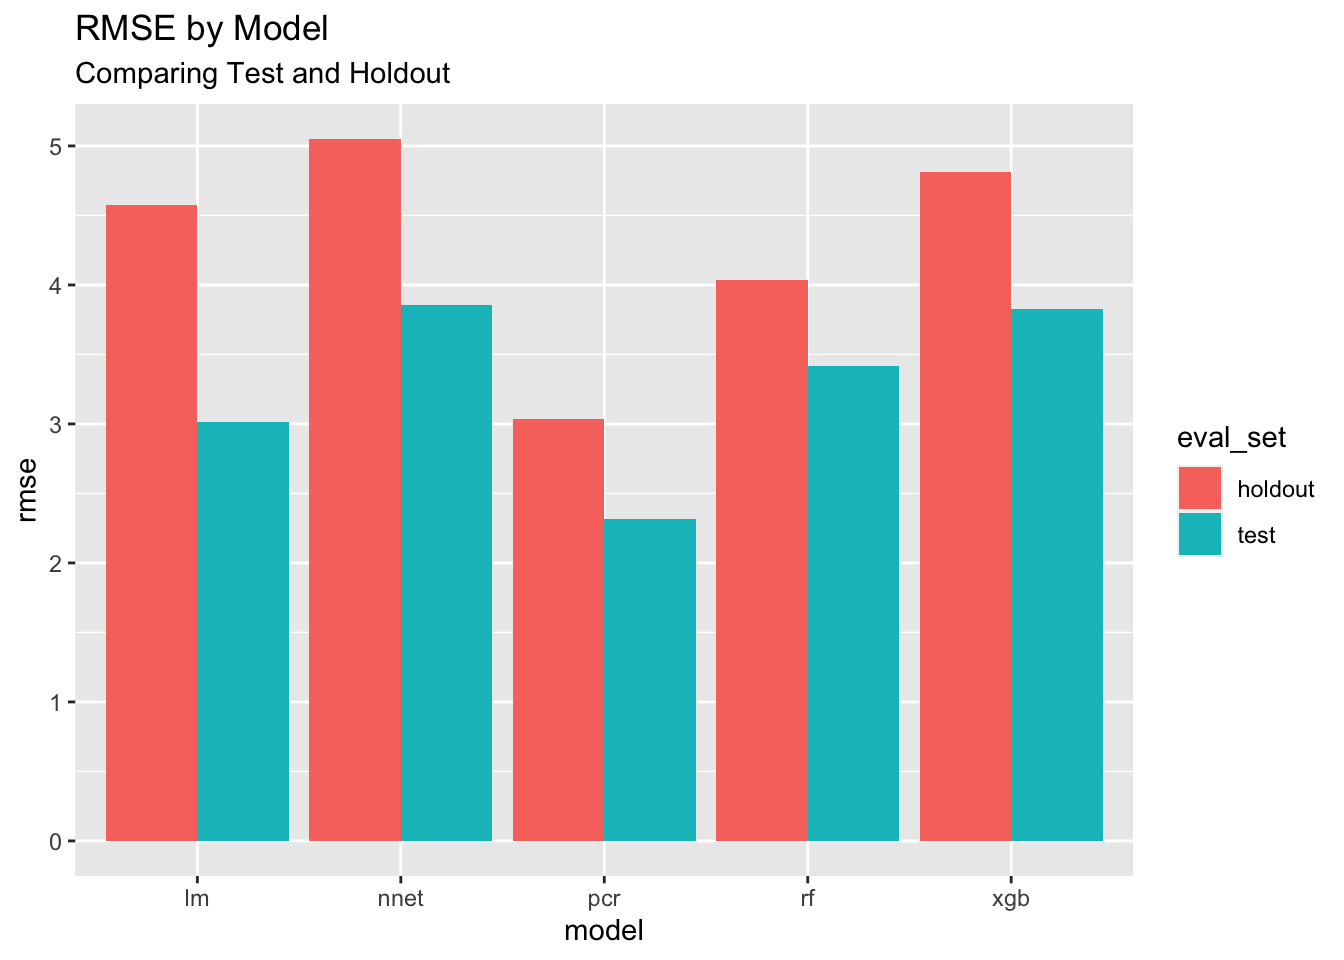 RMSE by Model
Comparing Test and Holdout
5
4
3
2
1
0
rmse
lm nnet pcr rf xgb
model
eval_set
holdout
test